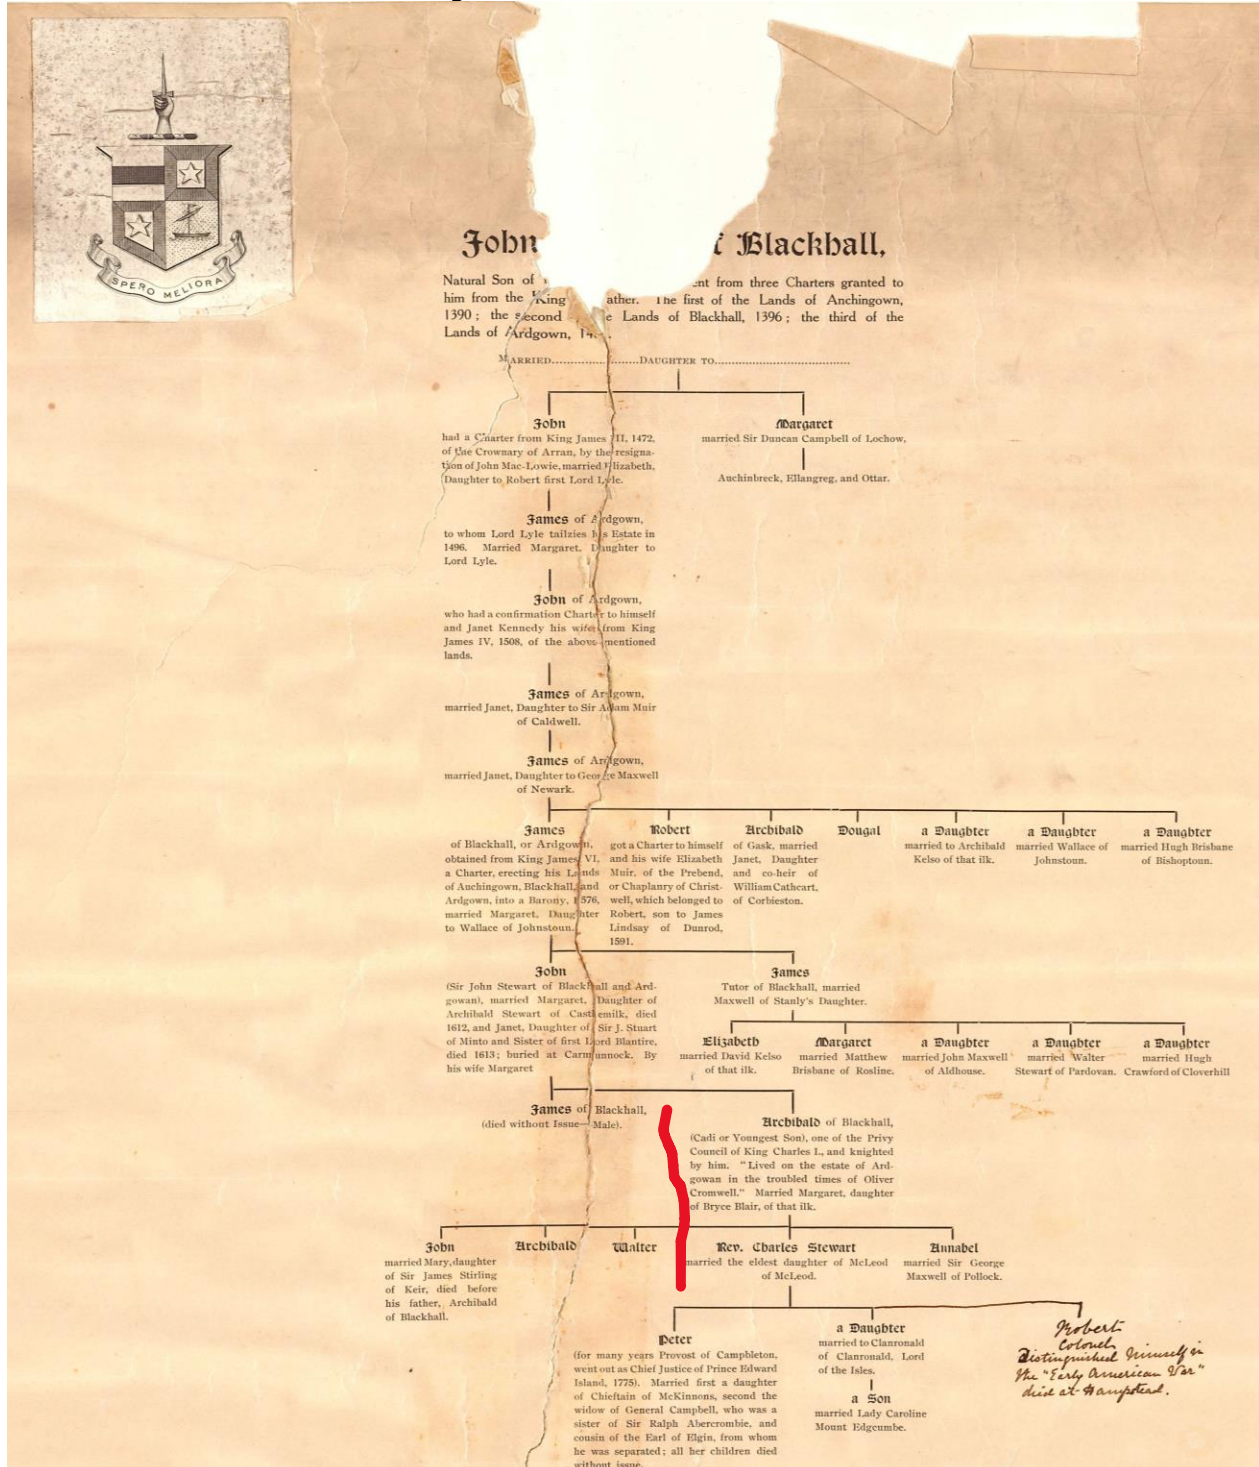 SPERO MELIORA
John Blackhall,
Natural Son of ent from three Charters granted to
him from the King ather. The first of the Lands of Anchingown,
1390; the second e Lands of Blackhall, 1396; the third of the
Lands of Ardgown,
MARRIED..........................DAUGHTER TO.......................................
John
had a Charter from King James III, 1472,
of the Crownary of Arran, by the resigna-
tion of John Mac-Lowie, married Elizabeth,
Daughter to Robert first Lord Lyle.
Margaret
married Sir Duncan Campbell of Lochow,
Auchinbreck, Ellangreg, and Ottar.
James of Ardgown,
to whom Lord Lyle tailzies his Estate in
1496. Married Margaret, Daughter to
Lord Lyle.
John of Ardgown,
who had a confirmation Charter to himself
and Janet Kennedy his wife from King
James IV, 1508, of the above-mentioned
lands.
James of Ardgown,
married Janet, Daughter to Sir Adam Muir
of Caldwell.
James of Ardgown,
married Janet, Daughter to George Maxwell
of Newark.
James
of Blackhall, or Ardgown,
obtained from King James VI,
a Charter, erecting his Lands
of Auchingown, Blackhall, and
Ardgown, into a Barony, 1576,
married Margaret, Daughter
to Wallace of Johnstoun.
Robert
got a Charter to himself
and his wife Elizabeth
Muir, of the Prebend,
or Chaplanry of Christ-
well, which belonged to
Robert, son to James
Lindsay of Dunrod,
1591.
Archibald
of Gask, married
Janet, Daughter
and co-heir of
William Cathcart,
of Corbieston.
Dougal
a Daughter
married to Archibald
Kelso of that ilk.
a Daughter
married Wallace of
Johnstoun.
a Daughter
married Hugh Brisbane
of Bishoptoun.
John
(Sir John Stewart of Blackhall and Ard-
gowan), married Margaret, Daughter of
Archibald Stewart of Castlemilk, died
1612, and Janet, Daughter of Sir J. Stuart
of Minto and Sister of first Lord Blantire,
died 1613; buried at Carmunnock. By
his wife Margaret
James
Tutor of Blackhall, married
Maxwell of Stanly's Daughter.
Elizabeth
married David Kelso
of that ilk.
Margaret
married Matthew
Brisbane of Rosline.
a Daughter
married John Maxwell
of Aldhouse.
a Daughter
married Walter
Stewart of Pardovan.
a Daughter
married Hugh
Crawford of Cloverhill
James of Blackhall,
(died without Issue—Male).
Archibald of Blackhall,
(Cadi or Youngest Son), one of the Privy
Council of King Charles I., and knighted
by him. "Lived on the estate of Ard-
gowan in the troubled times of Oliver
Cromwell." Married Margaret, daughter
of Bryce Blair, of that ilk.
John
married Mary, daughter
of Sir James Stirling
of Keir, died before
his father, Archibald
of Blackhall.
Archibald
Walter
Rev. Charles Stewart
married the eldest daughter of McLeod
of McLeod.
Annabel
married Sir George
Maxwell of Pollock.
Peter
(for many years Provost of Campbleton,
went out as Chief Justice of Prince Edward
Island, 1775). Married first a daughter
of Chieftain of McKinnons, second the
widow of General Campbell, who was a
sister of Sir Ralph Abercrombie, and
cousin of the Earl of Elgin, from whom
he was separated; all her children died
without issue.
a Daughter
married to Clanronald
of Clanronald, Lord
of the Isles.
a Son
married Lady Caroline
Mount Edgcumbe.
Robert
Colonel
Distinguished himself in
the "Early American War"
died at Hampstead.